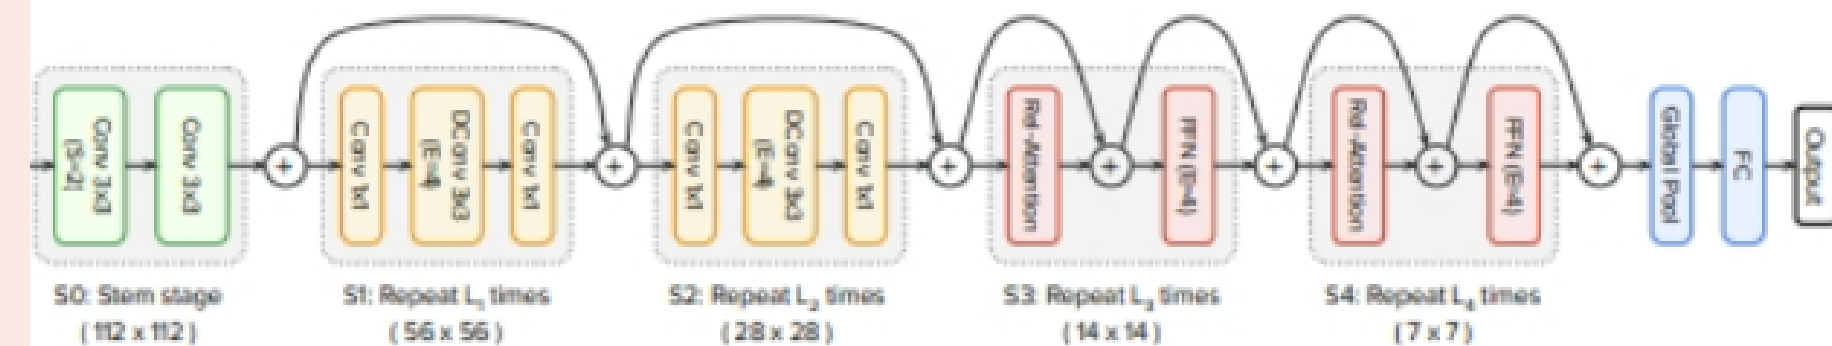 Conv 3x3
(S=2)
Conv 3x3
+
Conv 1x1
DConv 3x3
(E=4)
Conv 1x1
+
Conv 1x1
DConv 3x3
(E=4)
Conv 1x1
+
Rel-Attention
+
FFN (E=4)
+
Rel-Attention
+
FFN (E=4)
+
Global Pool
FC
Output
S0: Stem stage
(112 x 112)
S1: Repeat L₁ times
(56 x 56)
S2: Repeat L₂ times
(28 x 28)
S3: Repeat L₃ times
(14 x 14)
S4: Repeat L₄ times
(7 x 7)